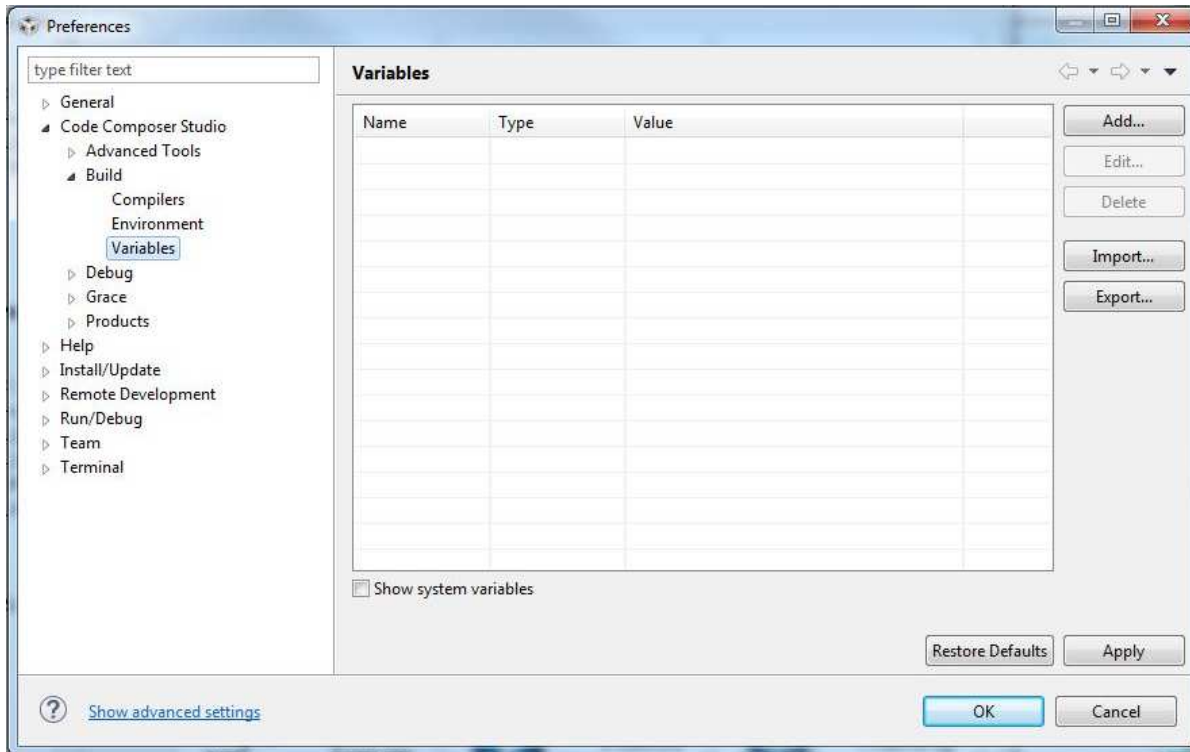 Preferences
type filter text
General
Code Composer Studio
Advanced Tools
Build
Compilers
Environment
Variables
Debug
Grace
Products
Help
Install/Update
Remote Development
Run/Debug
Team
Terminal
Variables
Name Type Value
Add...
Edit...
Delete
Import...
Export...
Show system variables
Restore Defaults Apply
? Show advanced settings
OK Cancel